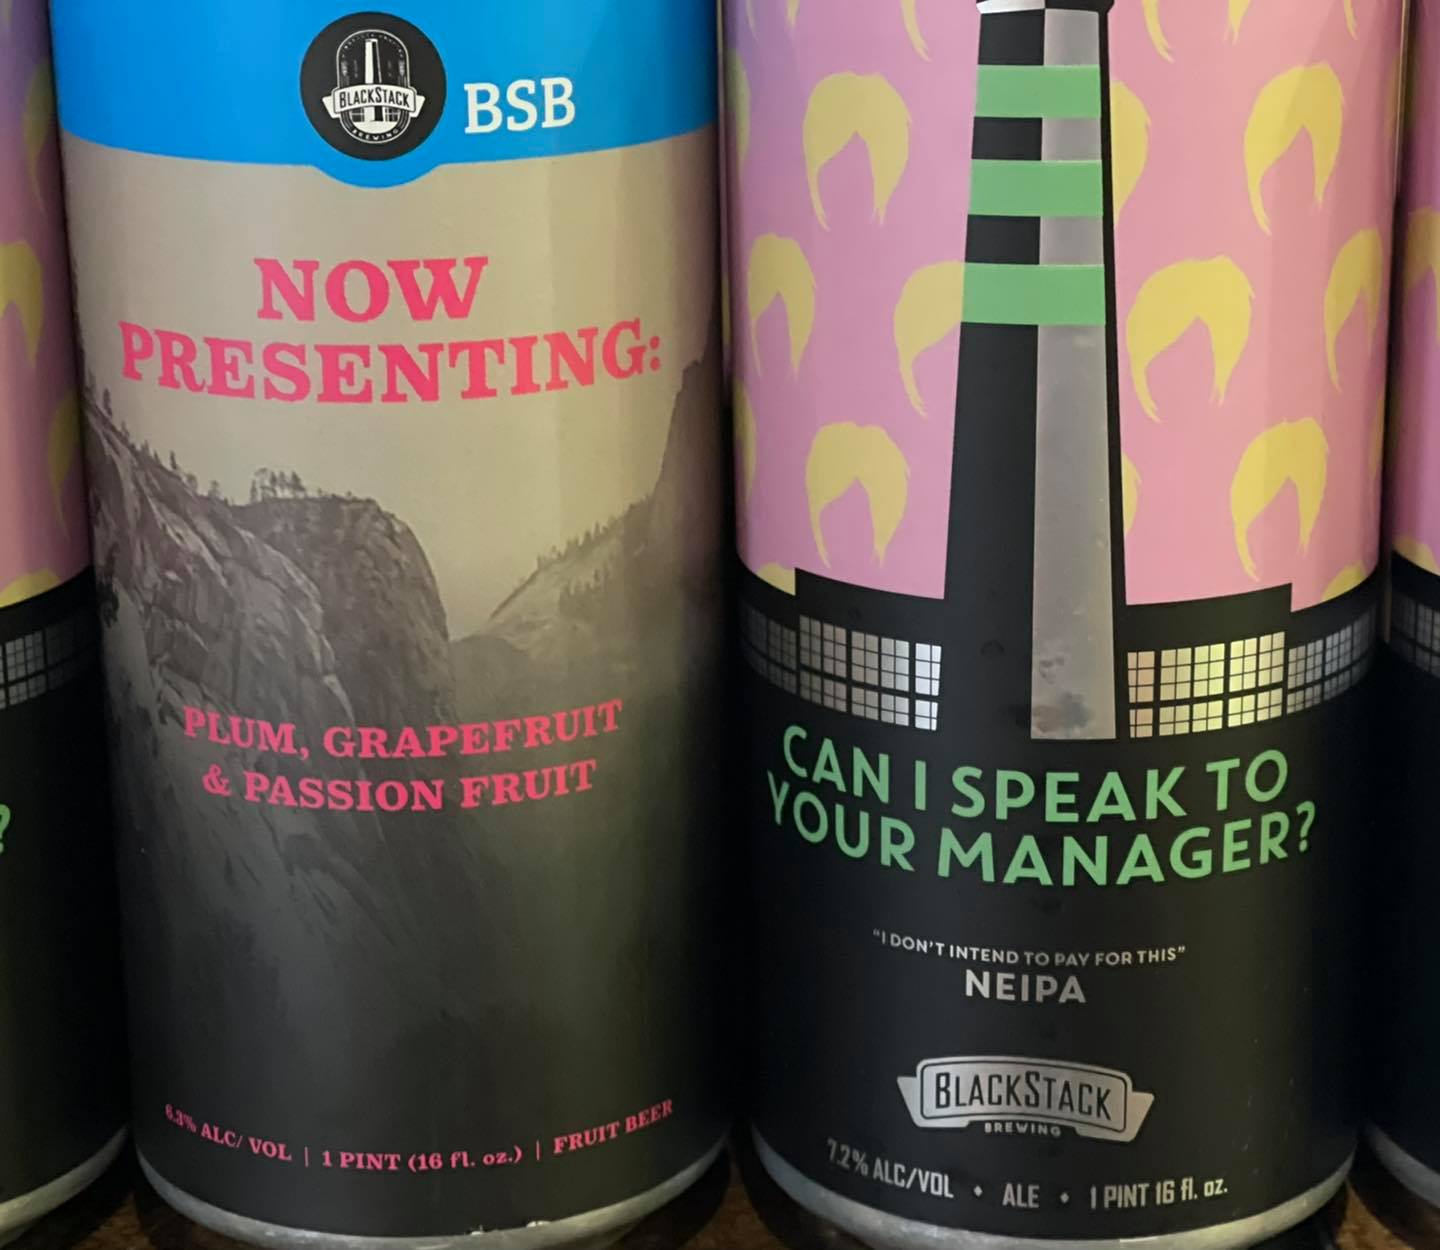 BLACKSTACK
BREWING
BSB
NOW
PRESENTING:
PLUM, GRAPEFRUIT
& PASSION FRUIT
6.3% ALC/ VOL | 1 PINT (16 fl. oz.) | FRUIT BEER
CAN I SPEAK TO
YOUR MANAGER?
"I DON'T INTEND TO PAY FOR THIS"
NEIPA
BLACKSTACK
BREWING
7.2% ALC/VOL • ALE • 1 PINT 16 fl. oz.
?